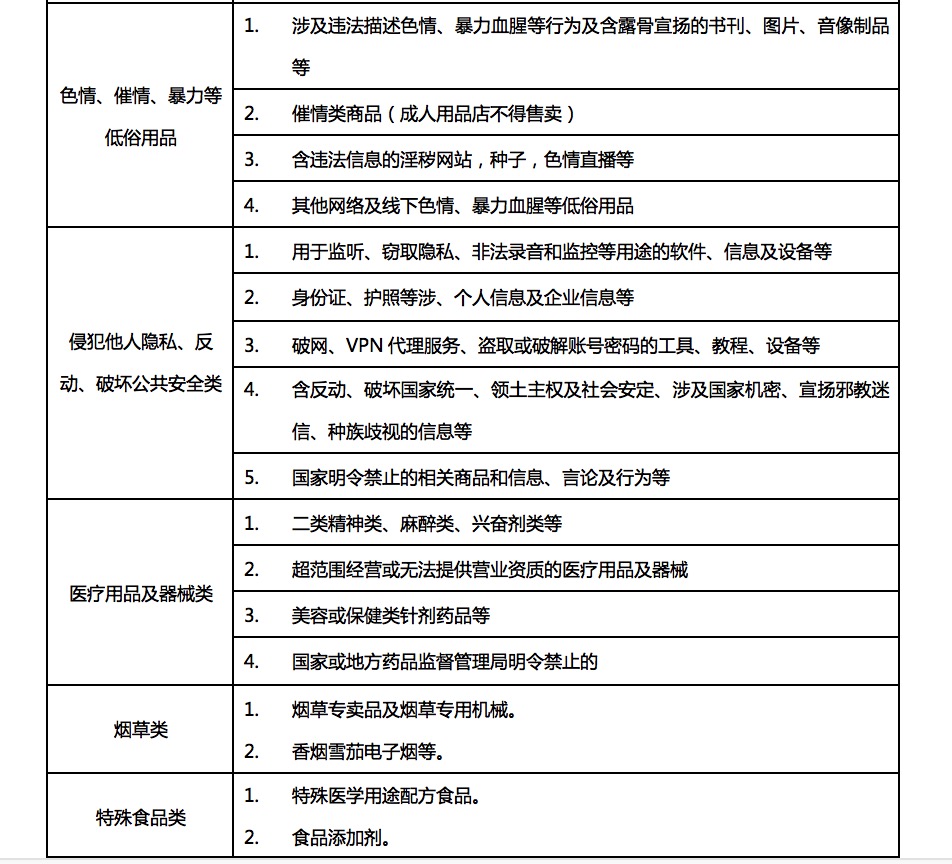 色情、催情、暴力等
低俗用品
1. 涉及违法描述色情、暴力血腥等行为及含露骨宣扬的书刊、图片、音像制品
等
2. 催情类商品（成人用品店不得售卖）
3. 含违法信息的淫秽网站，种子，色情直播等
4. 其他网络及线下色情、暴力血腥等低俗用品
侵犯他人隐私、反
动、破坏公共安全类
1. 用于监听、窃取隐私、非法录音和监控等用途的软件、信息及设备等
2. 身份证、护照等涉、个人信息及企业信息等
3. 破网、VPN 代理服务、盗取或破解账号密码的工具、教程、设备等
4. 含反动、破坏国家统一、领土主权及社会安定、涉及国家机密、宣扬邪教迷
信、种族歧视的信息等
5. 国家明令禁止的相关商品和信息、言论及行为等
医疗用品及器械类
1. 二类精神类、麻醉类、兴奋剂类等
2. 超范围经营或无法提供营业资质的医疗用品及器械
3. 美容或保健类针剂药品等
4. 国家或地方药品监督管理局明令禁止的
烟草类
1. 烟草专卖品及烟草专用机械。
2. 香烟雪茄电子烟等。
特殊食品类
1. 特殊医学用途配方食品。
2. 食品添加剂。